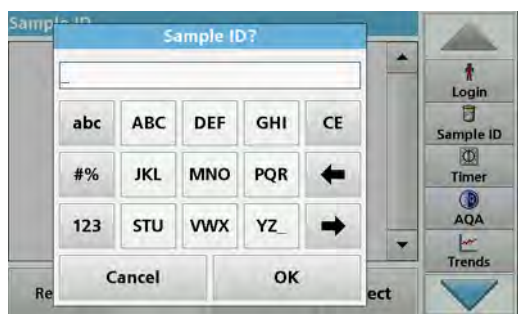 Sample ID
Sample ID?
_
abc ABC DEF GHI CE
#% JKL MNO PQR
123 STU VWX YZ_
Cancel OK
Re ect
Login
Sample ID
Timer
AQA
Trends